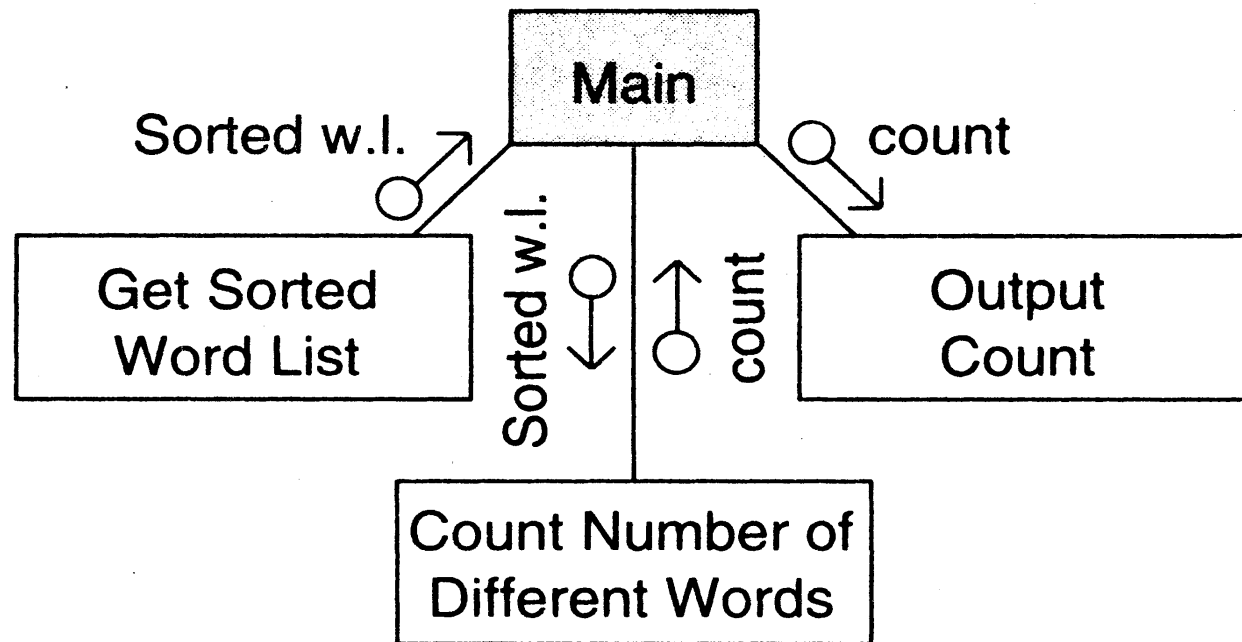 Main
Sorted w.l.
count
Get Sorted
Word List
Sorted w.l.
count
Output
Count
Count Number of
Different Words